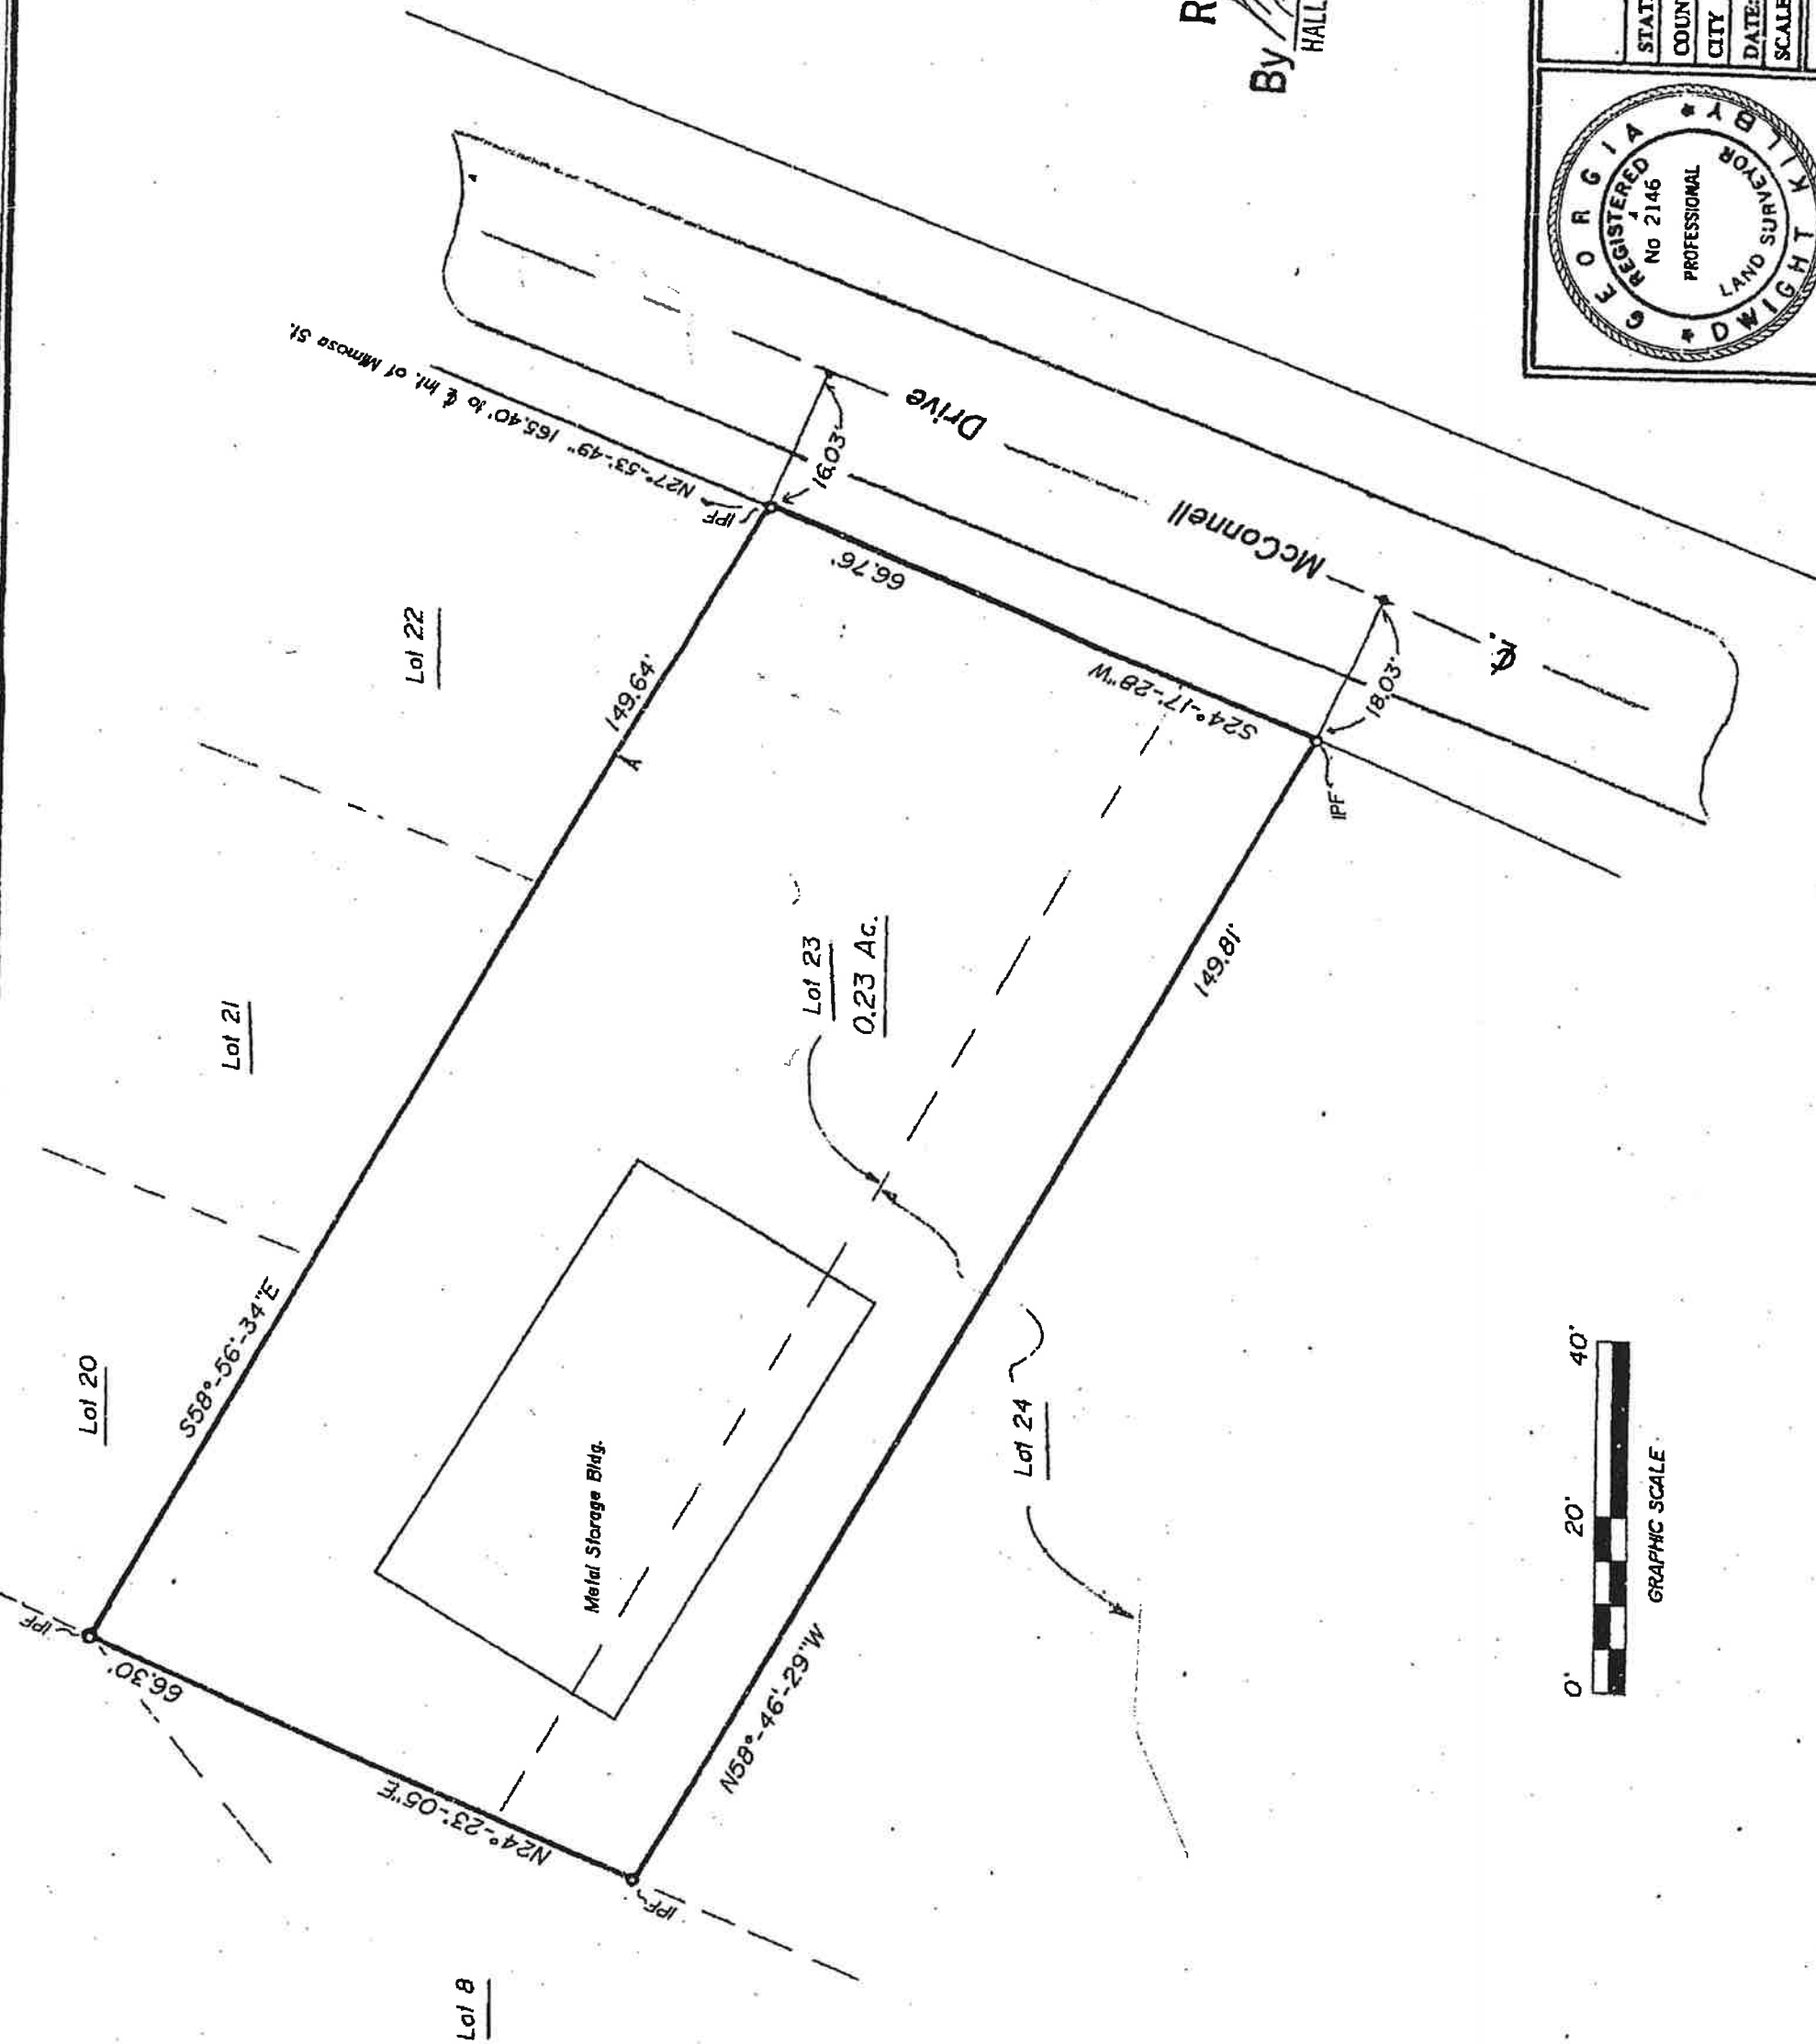 Lot 20
Lot 21
Lot 22
Lot 23
0.23 Ac.
Lot 24
Lot 8
IPF
S58°-56'-34"E
149.64'
IPF
N27°-53'-49" 165.40' to ℄ Int. of Mimosa St.
16.03'
66.76'
S24°-17'-28"W
18.03'
IPF
149.81'
N58°-46'-29"W
IPF
N24°-23'-05"E
66.30'
Metal Storage Bldg.
McConnell Drive
℄
0' 20' 40'
GRAPHIC SCALE
R
By
HALL
GEORGIA
REGISTERED
No 2146
PROFESSIONAL
LAND SURVEYOR
DWIGHT KILBY
STAT
COUN
CITY
DATE:
SCALE